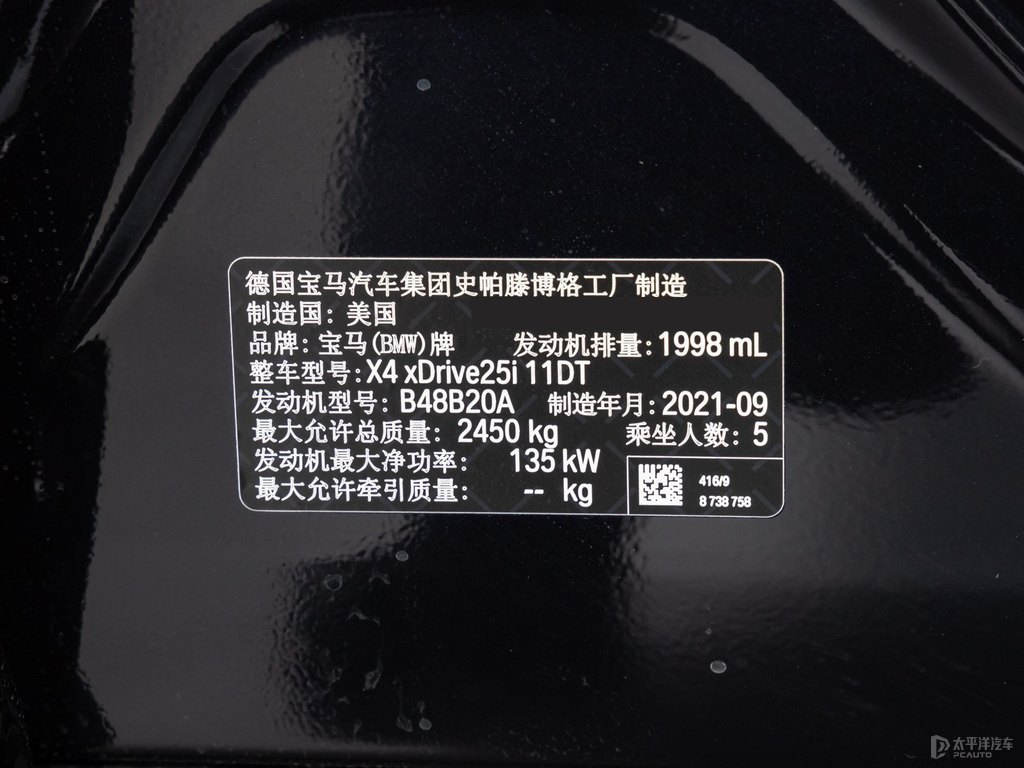 德国宝马汽车集团史帕滕博格工厂制造
制造国：美国
品牌：宝马(BMW)牌 发动机排量：1998 mL
整车型号：X4 xDrive25i 11DT
发动机型号：B48B20A 制造年月：2021-09
最大允许总质量：2450 kg 乘坐人数：5
发动机最大净功率：135 kW
最大允许牵引质量：-- kg
416/9
8 738 758
太平洋汽车
PCAUTO